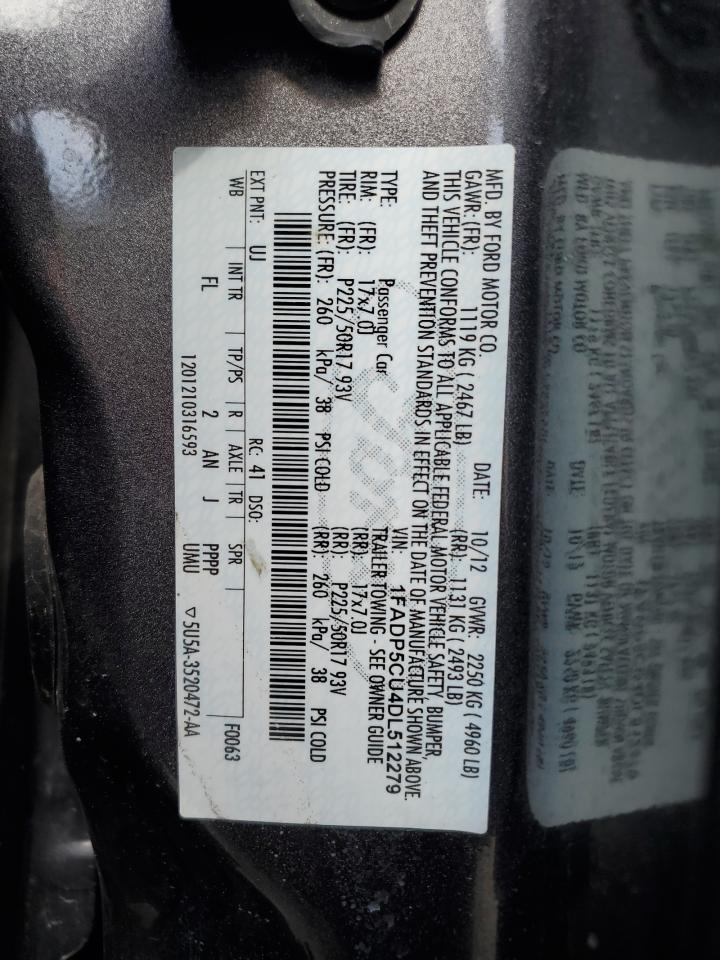 MFD. BY FORD MOTOR CO.   DATE: 10/12   GVWR: 2250 KG ( 4960 LB)
GAWR: (FR): 1119 KG ( 2467 LB)   (RR): 1131 KG ( 2493 LB)
THIS VEHICLE CONFORMS TO ALL APPLICABLE FEDERAL MOTOR VEHICLE SAFETY, BUMPER,
AND THEFT PREVENTION STANDARDS IN EFFECT ON THE DATE OF MANUFACTURE SHOWN ABOVE.
VIN: 1FADP5CU4DL512279
TYPE: Passenger Car   TRAILER TOWING - SEE OWNER GUIDE
RIM: (FR): 17x7.0J   (RR): 17x7.0J
TIRE: (FR): P225/50R17 93V   (RR): P225/50R17 93V
PRESSURE: (FR): 260 kPa/ 38 PSI COLD   (RR): 260 kPa/ 38 PSI COLD
EXT PNT: UJ   RC: 41   DSO:   F0063
WB | INT TR | TP/PS | R | AXLE | TR | SPR
FL   2   AN   J   PPPP
UMU
1201210316593   ▽ 5U5A-3520472-AA